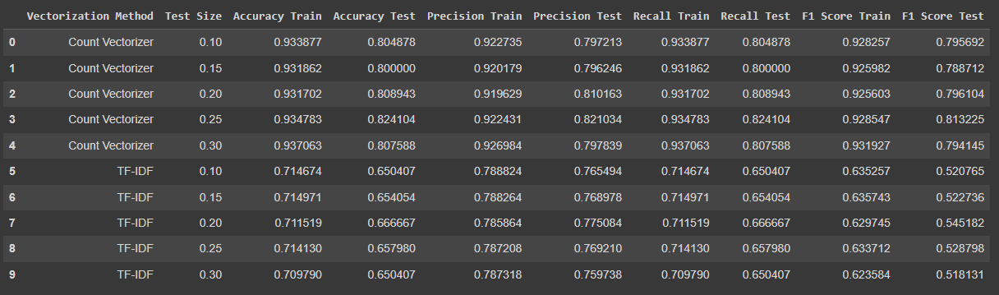 Vectorization Method Test Size Accuracy Train Accuracy Test Precision Train Precision Test Recall Train Recall Test F1 Score Train F1 Score Test
0 Count Vectorizer 0.10 0.933877 0.804878 0.922735 0.797213 0.933877 0.804878 0.928257 0.795692
1 Count Vectorizer 0.15 0.931862 0.800000 0.920179 0.796246 0.931862 0.800000 0.925982 0.788712
2 Count Vectorizer 0.20 0.931702 0.808943 0.919629 0.810163 0.931702 0.808943 0.925603 0.796104
3 Count Vectorizer 0.25 0.934783 0.824104 0.922431 0.821034 0.934783 0.824104 0.928547 0.813225
4 Count Vectorizer 0.30 0.937063 0.807588 0.926984 0.797839 0.937063 0.807588 0.931927 0.794145
5 TF-IDF 0.10 0.714674 0.650407 0.788824 0.765494 0.714674 0.650407 0.635257 0.520765
6 TF-IDF 0.15 0.714971 0.654054 0.788264 0.768978 0.714971 0.654054 0.635743 0.522736
7 TF-IDF 0.20 0.711519 0.666667 0.785864 0.775084 0.711519 0.666667 0.629745 0.545182
8 TF-IDF 0.25 0.714130 0.657980 0.787208 0.769210 0.714130 0.657980 0.633712 0.528798
9 TF-IDF 0.30 0.709790 0.650407 0.787318 0.759738 0.709790 0.650407 0.623584 0.518131